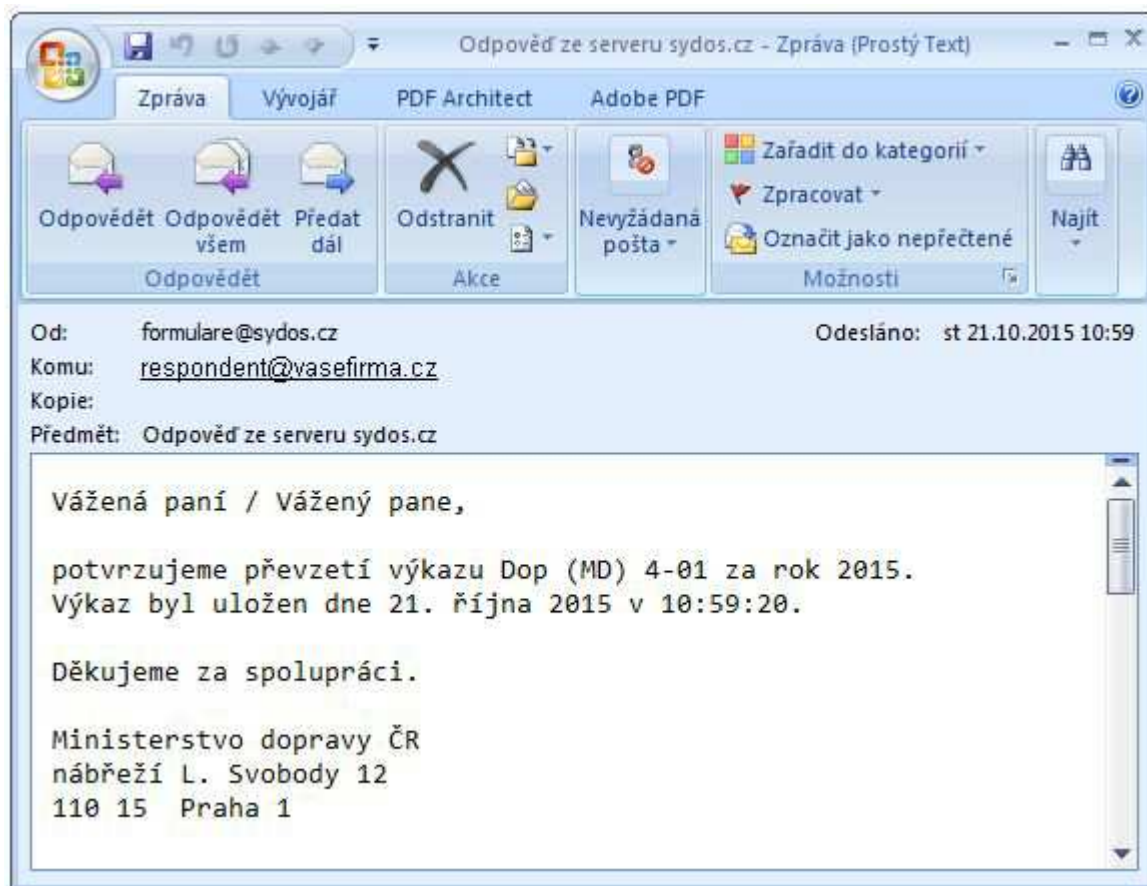 Odpověď ze serveru sydos.cz - Zpráva (Prostý Text)
Zpráva Vývojář PDF Architect Adobe PDF
Odpovědět Odpovědět všem Předat dál
Odpovědět
Odstranit
Akce
Nevyžádaná pošta
Zařadit do kategorií
Zpracovat
Označit jako nepřečtené
Možnosti
Najít
Od: formulare@sydos.cz Odesláno: st 21.10.2015 10:59
Komu: respondent@vasefirma.cz
Kopie:
Předmět: Odpověď ze serveru sydos.cz
Vážená paní / Vážený pane,
potvrzujeme převzetí výkazu Dop (MD) 4-01 za rok 2015.
Výkaz byl uložen dne 21. října 2015 v 10:59:20.
Děkujeme za spolupráci.
Ministerstvo dopravy ČR
nábřeží L. Svobody 12
110 15  Praha 1